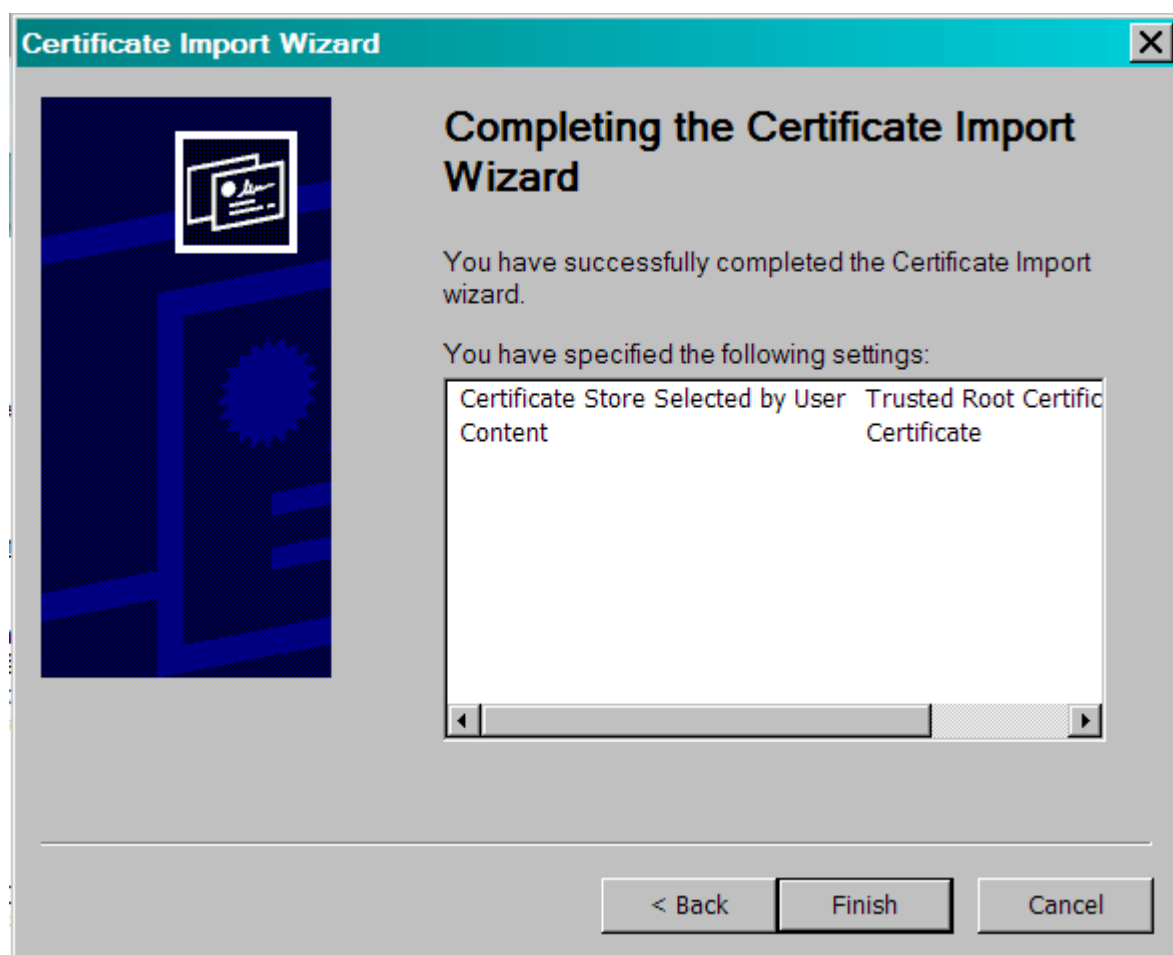 Certificate Import Wizard
Completing the Certificate Import
Wizard
You have successfully completed the Certificate Import
wizard.
You have specified the following settings:
Certificate Store Selected by User Trusted Root Certific
Content Certificate
< Back Finish Cancel